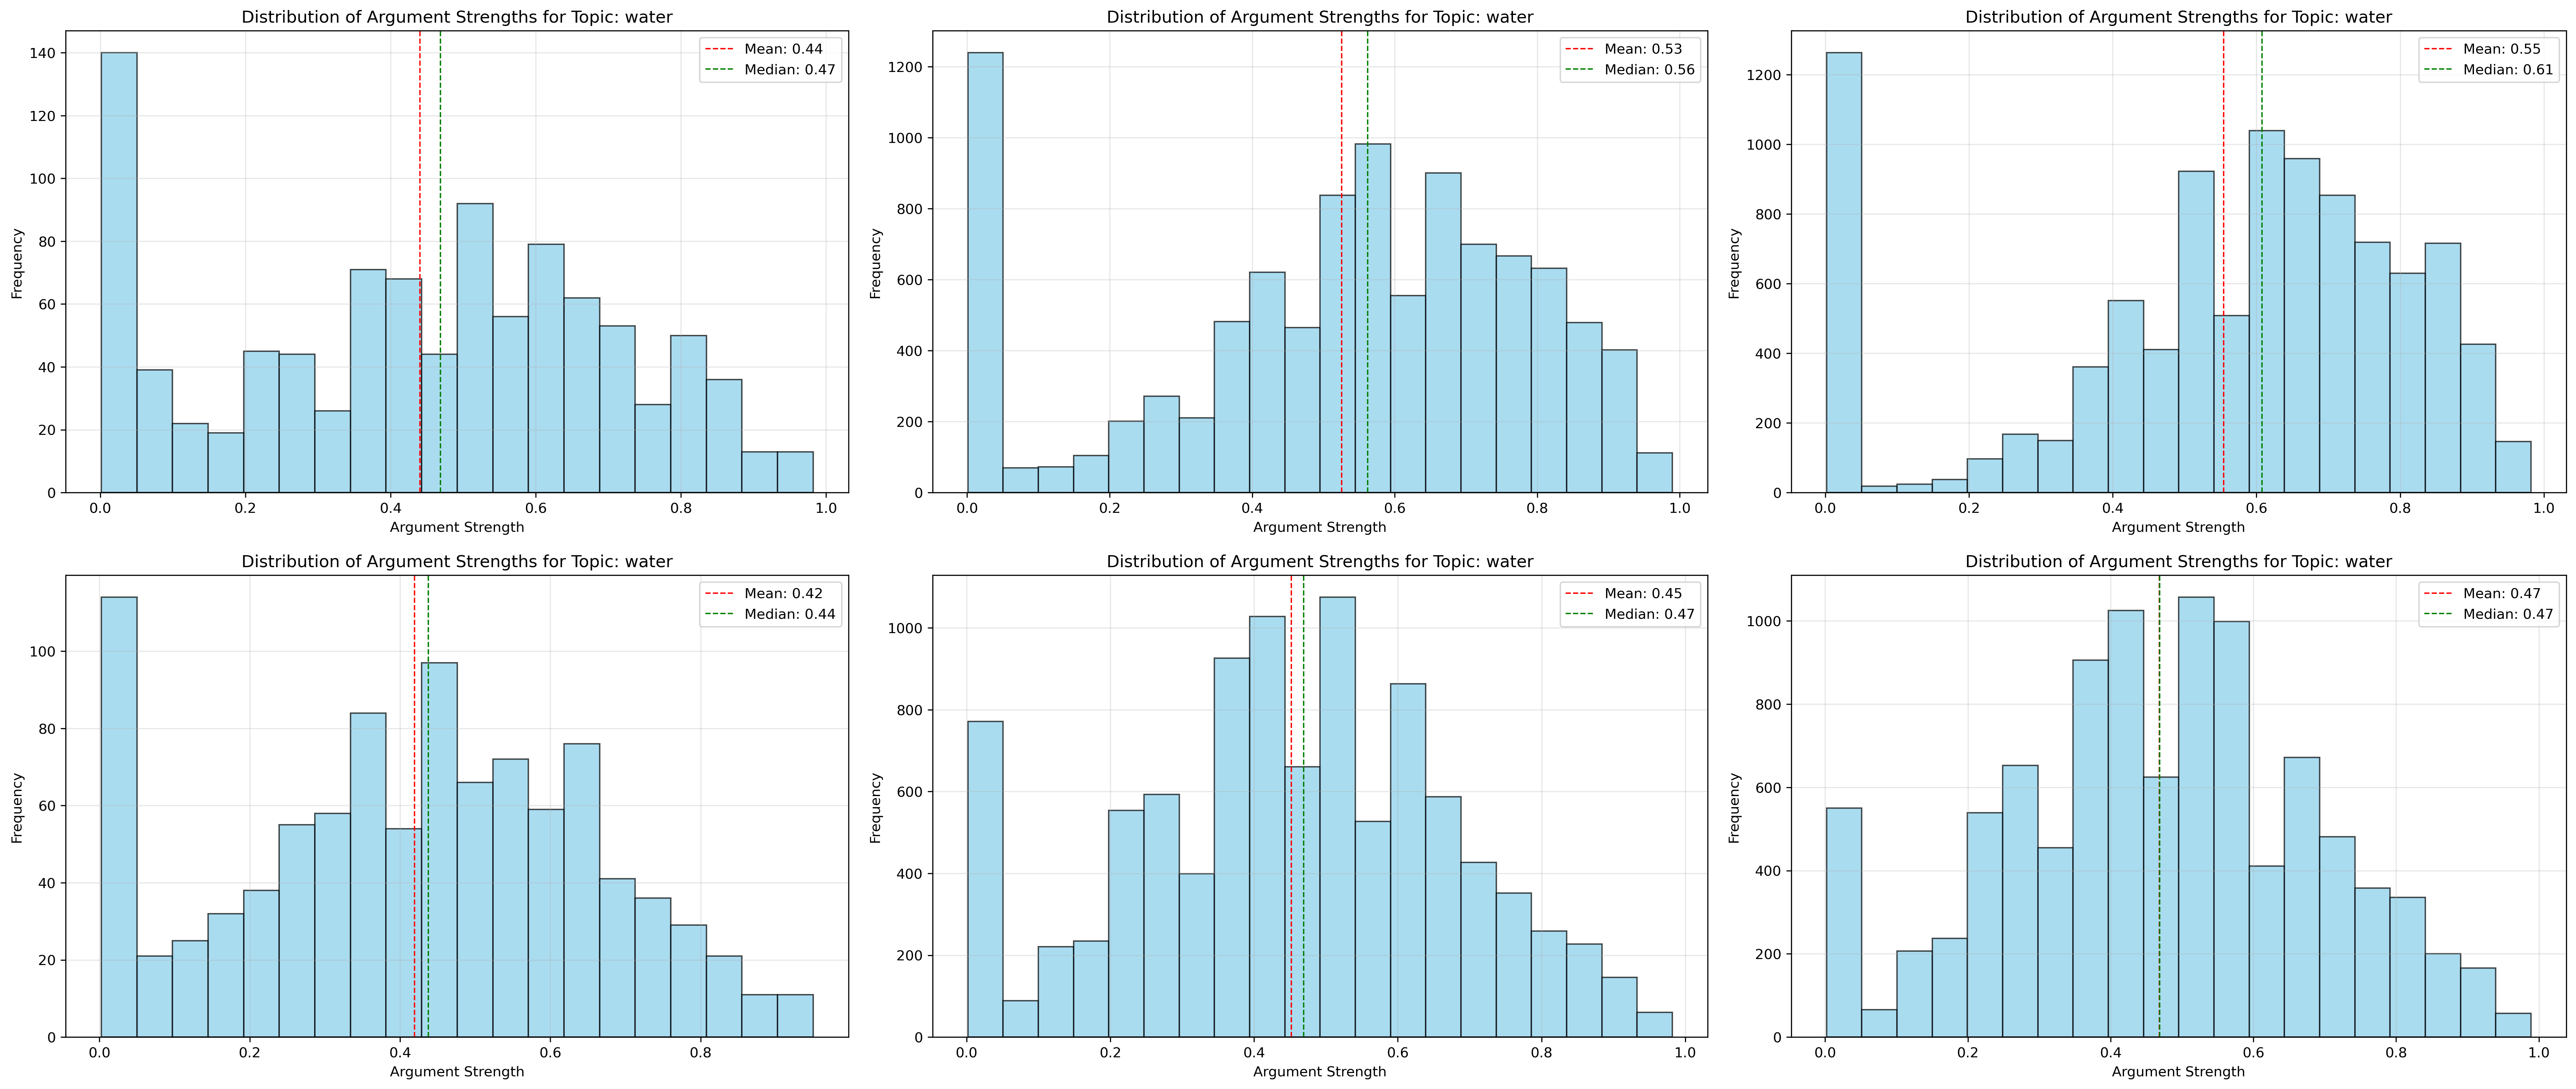 Distribution of Argument Strengths for Topic: water
Mean: 0.44
Median: 0.47
140
120
100
80
60
40
20
0
Frequency
0.0 0.2 0.4 0.6 0.8 1.0
Argument Strength
Distribution of Argument Strengths for Topic: water
Mean: 0.53
Median: 0.56
1200
1000
800
600
400
200
0
Frequency
0.0 0.2 0.4 0.6 0.8 1.0
Argument Strength
Distribution of Argument Strengths for Topic: water
Mean: 0.55
Median: 0.61
1200
1000
800
600
400
200
0
Frequency
0.0 0.2 0.4 0.6 0.8 1.0
Argument Strength
Distribution of Argument Strengths for Topic: water
Mean: 0.42
Median: 0.44
100
80
60
40
20
0
Frequency
0.0 0.2 0.4 0.6 0.8
Argument Strength
Distribution of Argument Strengths for Topic: water
Mean: 0.45
Median: 0.47
1000
800
600
400
200
0
Frequency
0.0 0.2 0.4 0.6 0.8 1.0
Argument Strength
Distribution of Argument Strengths for Topic: water
Mean: 0.47
Median: 0.47
1000
800
600
400
200
0
Frequency
0.0 0.2 0.4 0.6 0.8 1.0
Argument Strength